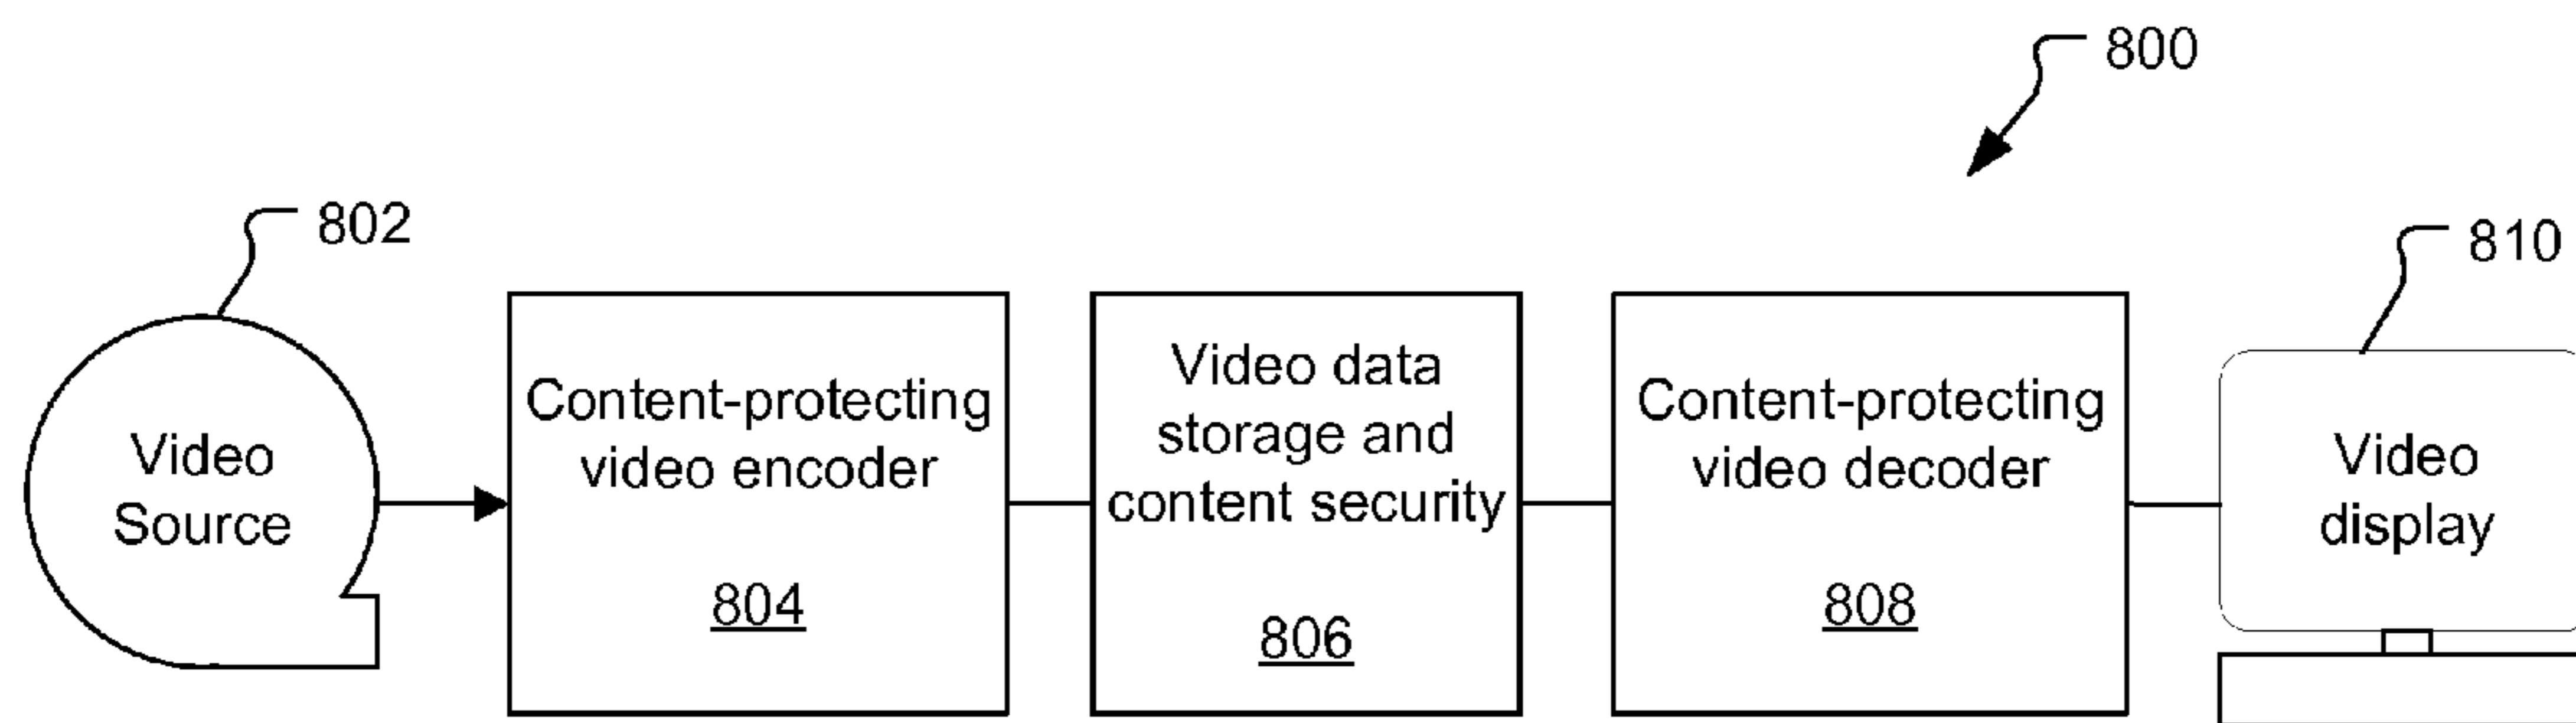 800
802
810
Video
Source
Content-protecting
video encoder
804
Video data
storage and
content security
806
Content-protecting
video decoder
808
Video
display